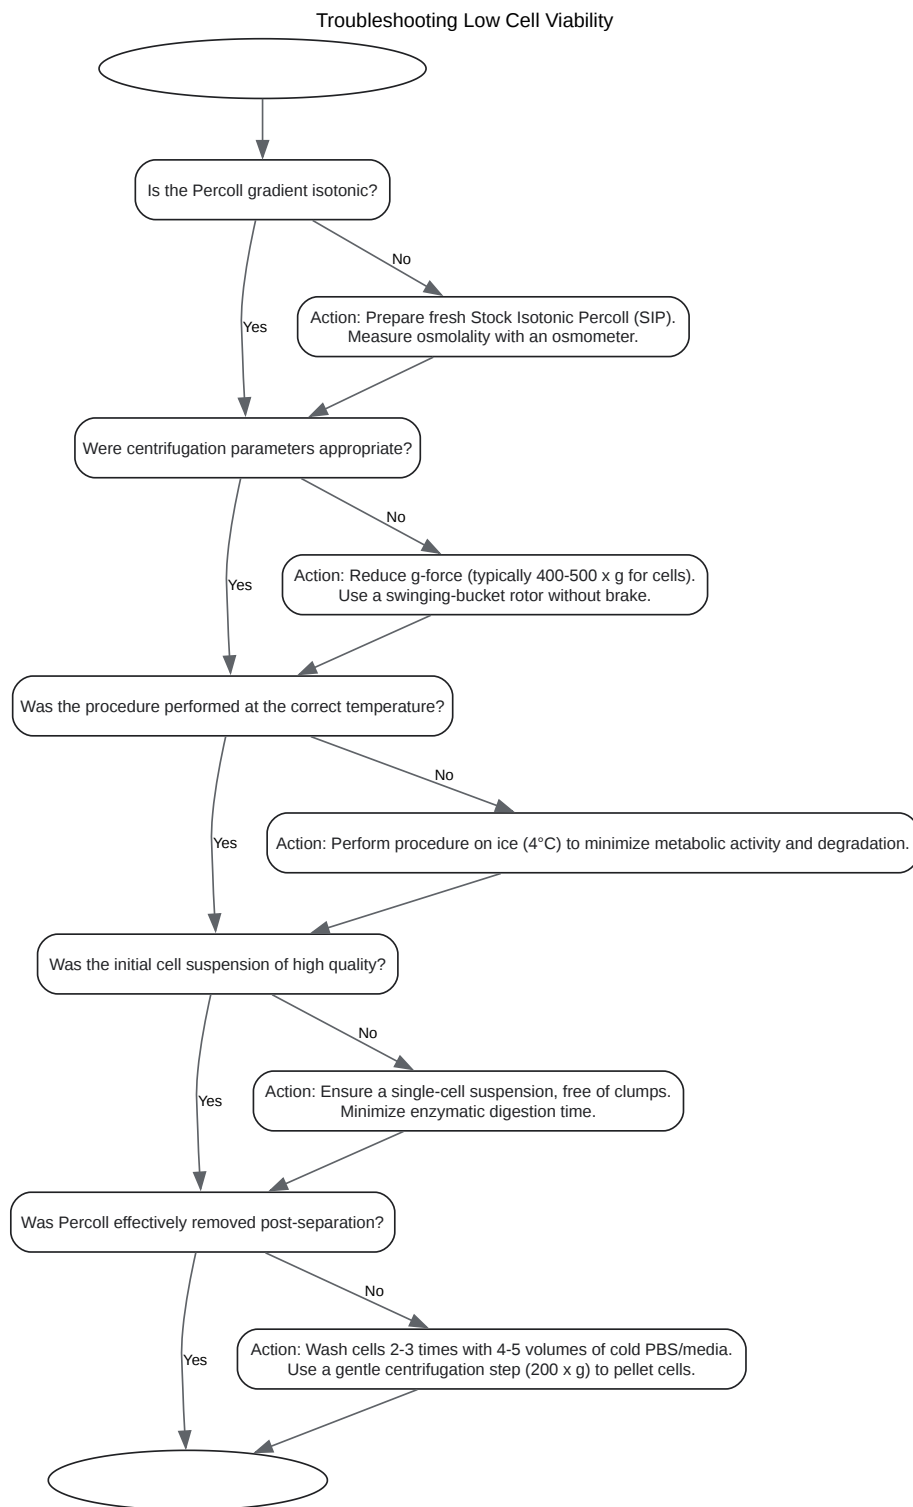 Troubleshooting Low Cell Viability
Is the Percoll gradient isotonic?
No
Action: Prepare fresh Stock Isotonic Percoll (SIP).
Measure osmolality with an osmometer.
Yes
Were centrifugation parameters appropriate?
No
Action: Reduce g-force (typically 400-500 x g for cells).
Use a swinging-bucket rotor without brake.
Yes
Was the procedure performed at the correct temperature?
No
Action: Perform procedure on ice (4°C) to minimize metabolic activity and degradation.
Yes
Was the initial cell suspension of high quality?
No
Action: Ensure a single-cell suspension, free of clumps.
Minimize enzymatic digestion time.
Yes
Was Percoll effectively removed post-separation?
No
Action: Wash cells 2-3 times with 4-5 volumes of cold PBS/media.
Use a gentle centrifugation step (200 x g) to pellet cells.
Yes